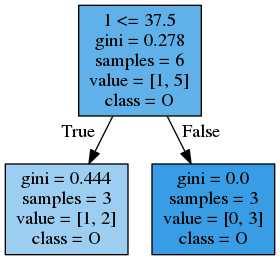 l <= 37.5
gini = 0.278
samples = 6
value = [1, 5]
class = O
True
False
gini = 0.444
samples = 3
value = [1, 2]
class = O
gini = 0.0
samples = 3
value = [0, 3]
class = O